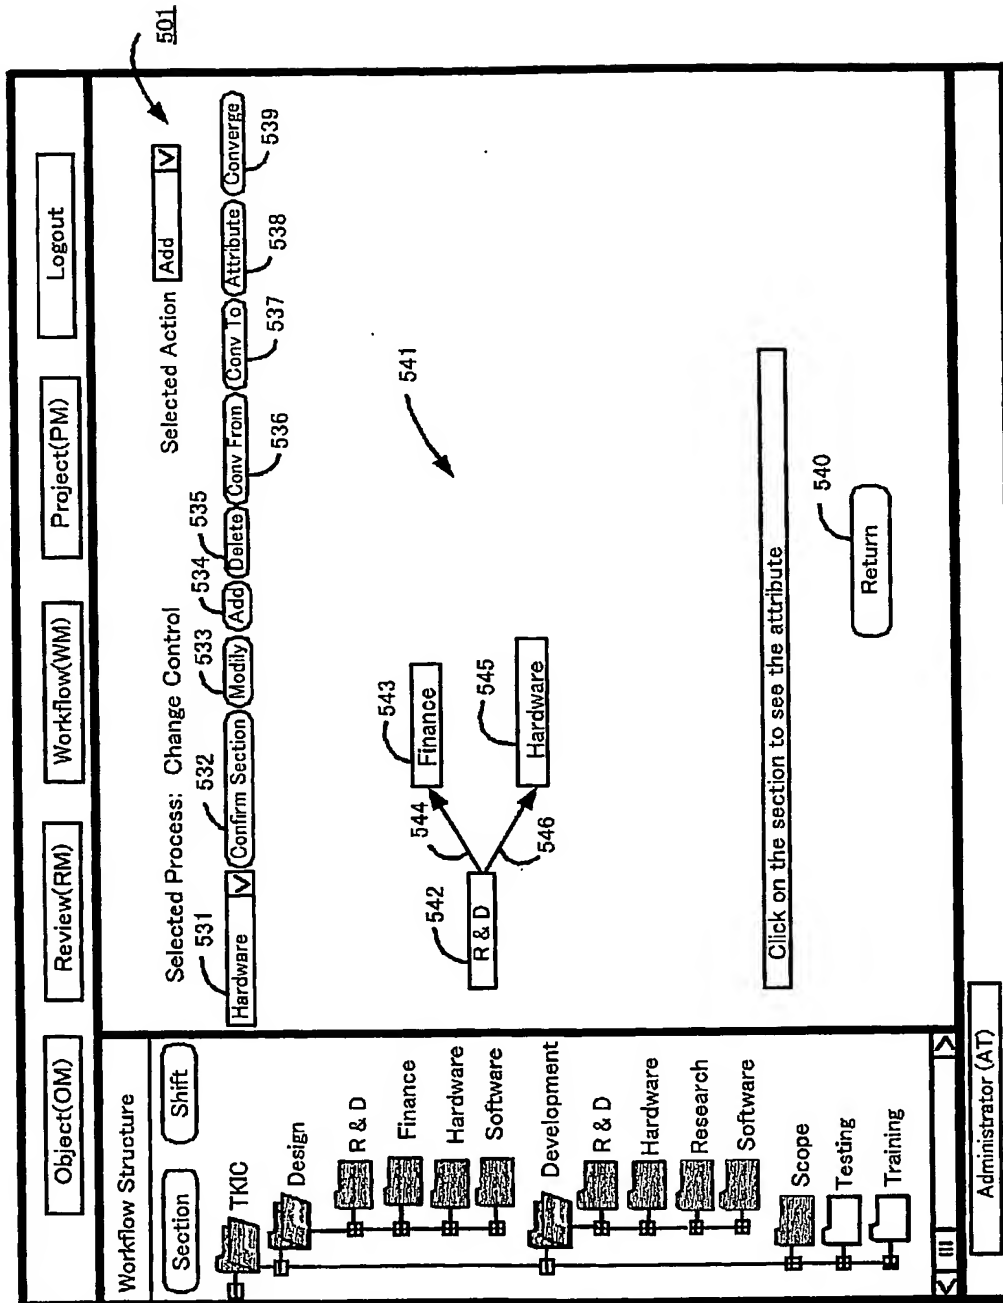 501
Object(OM) Review(RM) Workflow(WM) Project(PM) Logout
Workflow Structure
Section Shift
TKIC
Design
R & D
Finance
Hardware
Software
Development
R & D
Hardware
Research
Software
Scope
Testing
Training
Selected Process: Change Control Selected Action Add V
531 532 533 534 535 536 537 538 539
Hardware V Confirm Section Modily Add Delete Conv From Conv To Attribute Converge
541
543
Finance
542
R & D
544
546
545
Hardware
Click on the section to see the attribute
540
Return
Administrator (AT)